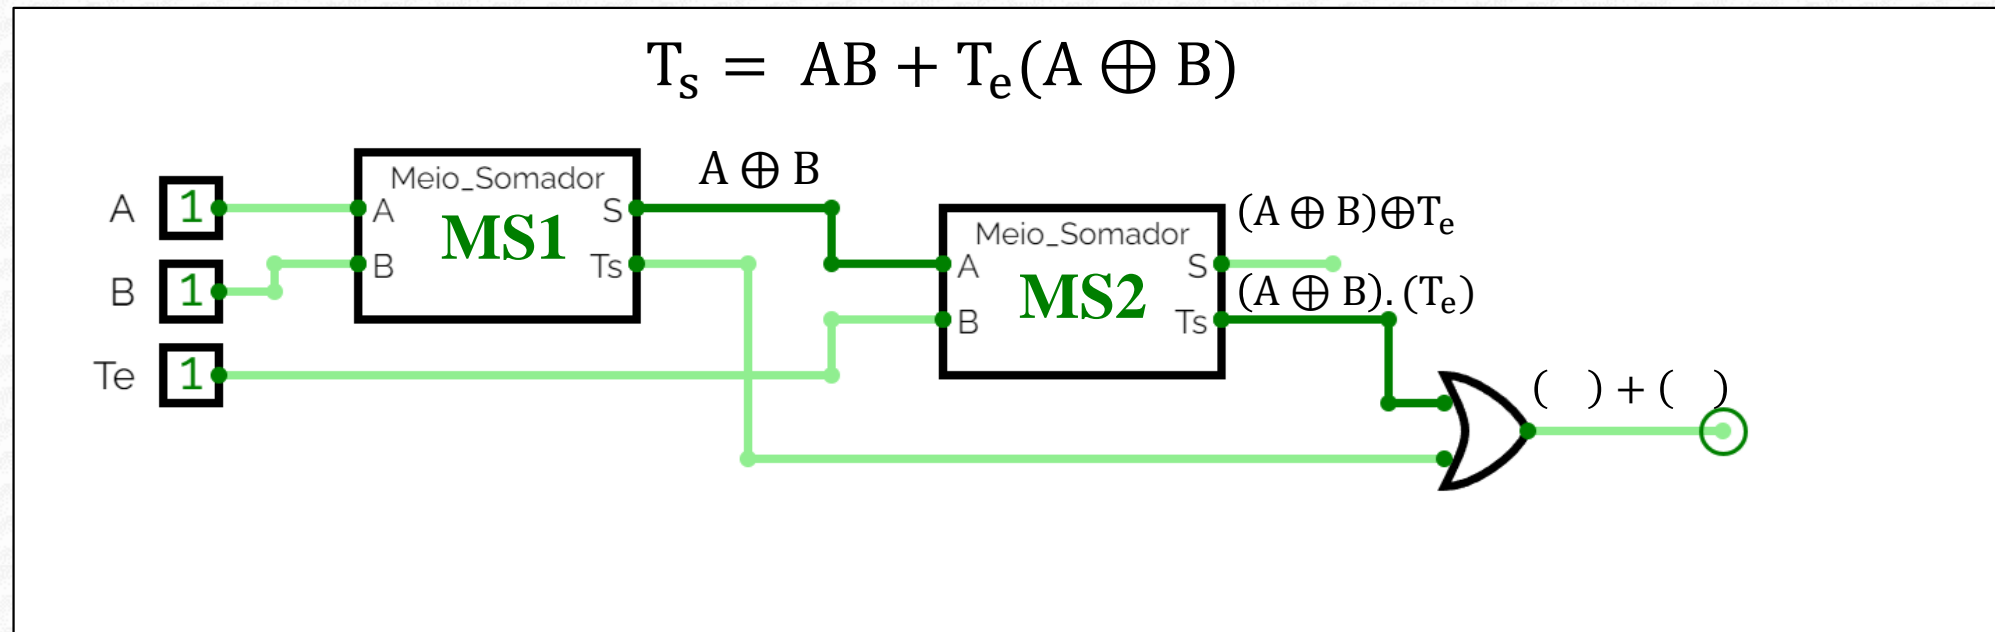 Tₛ = AB + Tₑ(A ⊕ B)
A ⊕ B
Meio_Somador
(A ⊕ B)⊕Tₑ
A 1 A MS1 S
Meio_Somador
B 1 B Ts
A MS2 S
(A ⊕ B).(Tₑ)
B Ts
Te 1
( ) + ( )